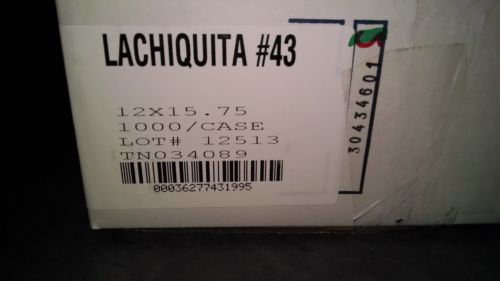 LACHIQUITA #43
12X15.75
1000/CASE
LOT# 12513
TN034089
00036277431995
30434601